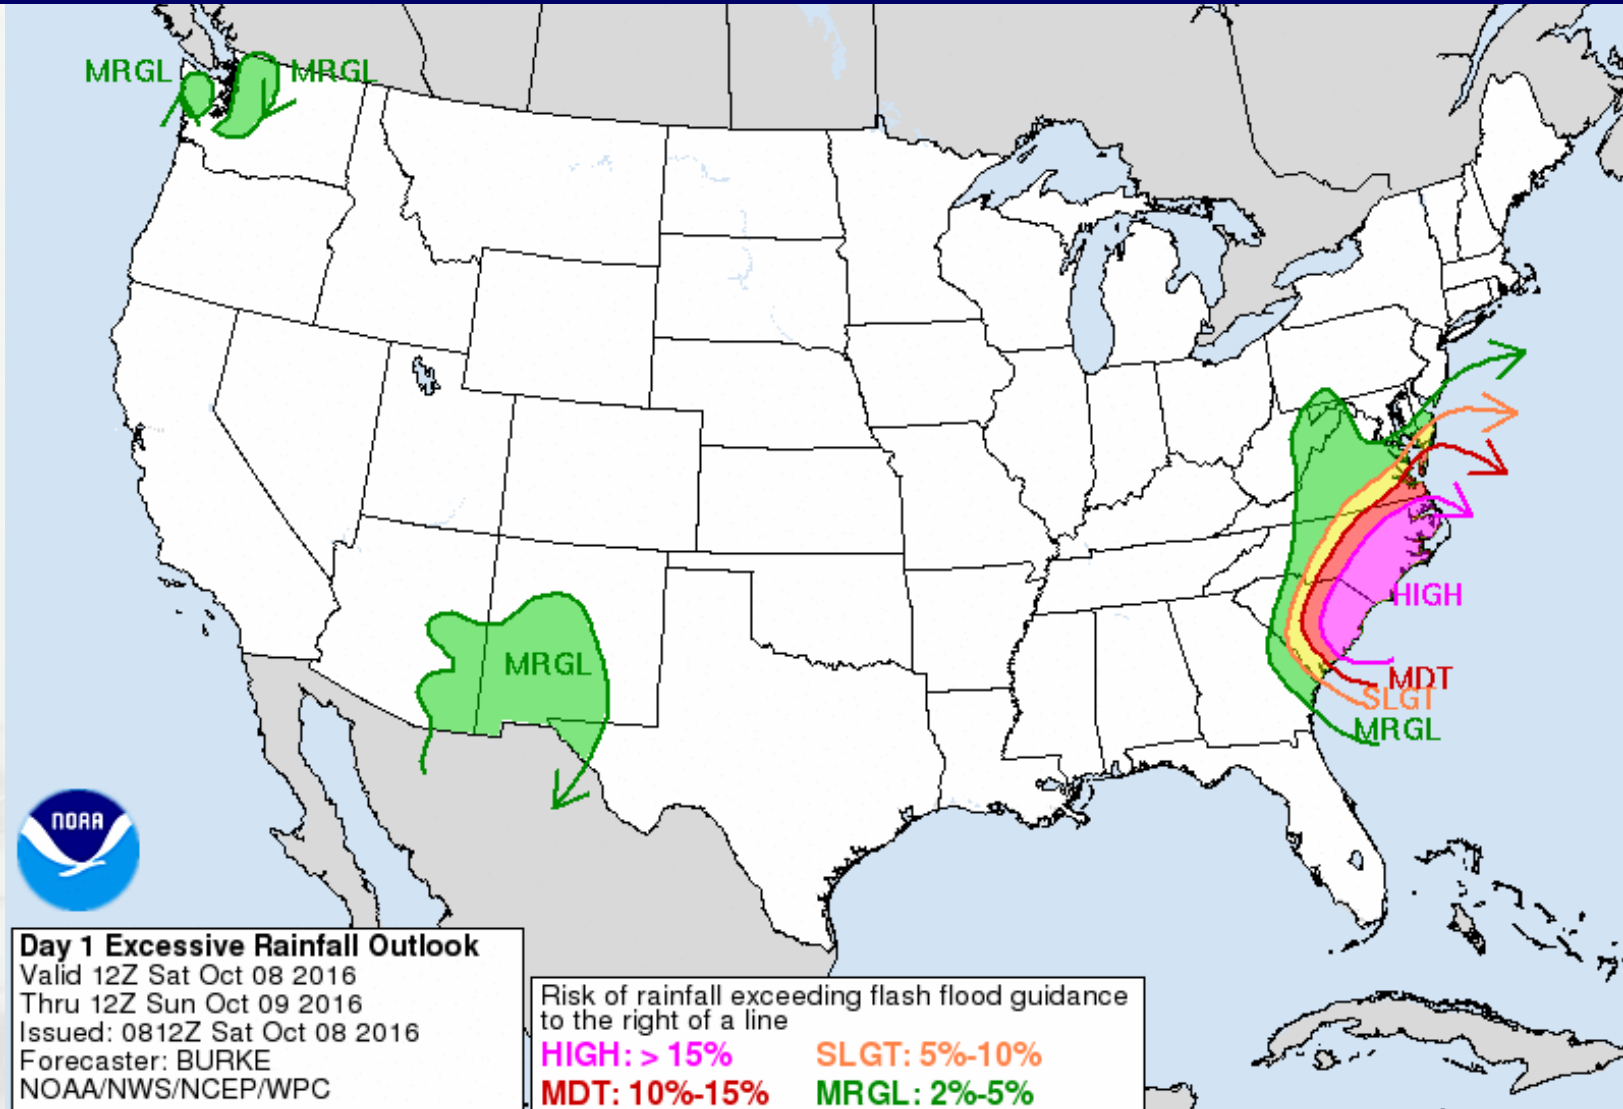 MRGL
MRGL
MRGL
HIGH
MDT
SLGT
MRGL
NOAA
Day 1 Excessive Rainfall Outlook
Valid 12Z Sat Oct 08 2016
Thru 12Z Sun Oct 09 2016
Issued: 0812Z Sat Oct 08 2016
Forecaster: BURKE
NOAA/NWS/NCEP/WPC
Risk of rainfall exceeding flash flood guidance
to the right of a line
HIGH: > 15% SLGT: 5%-10%
MDT: 10%-15% MRGL: 2%-5%